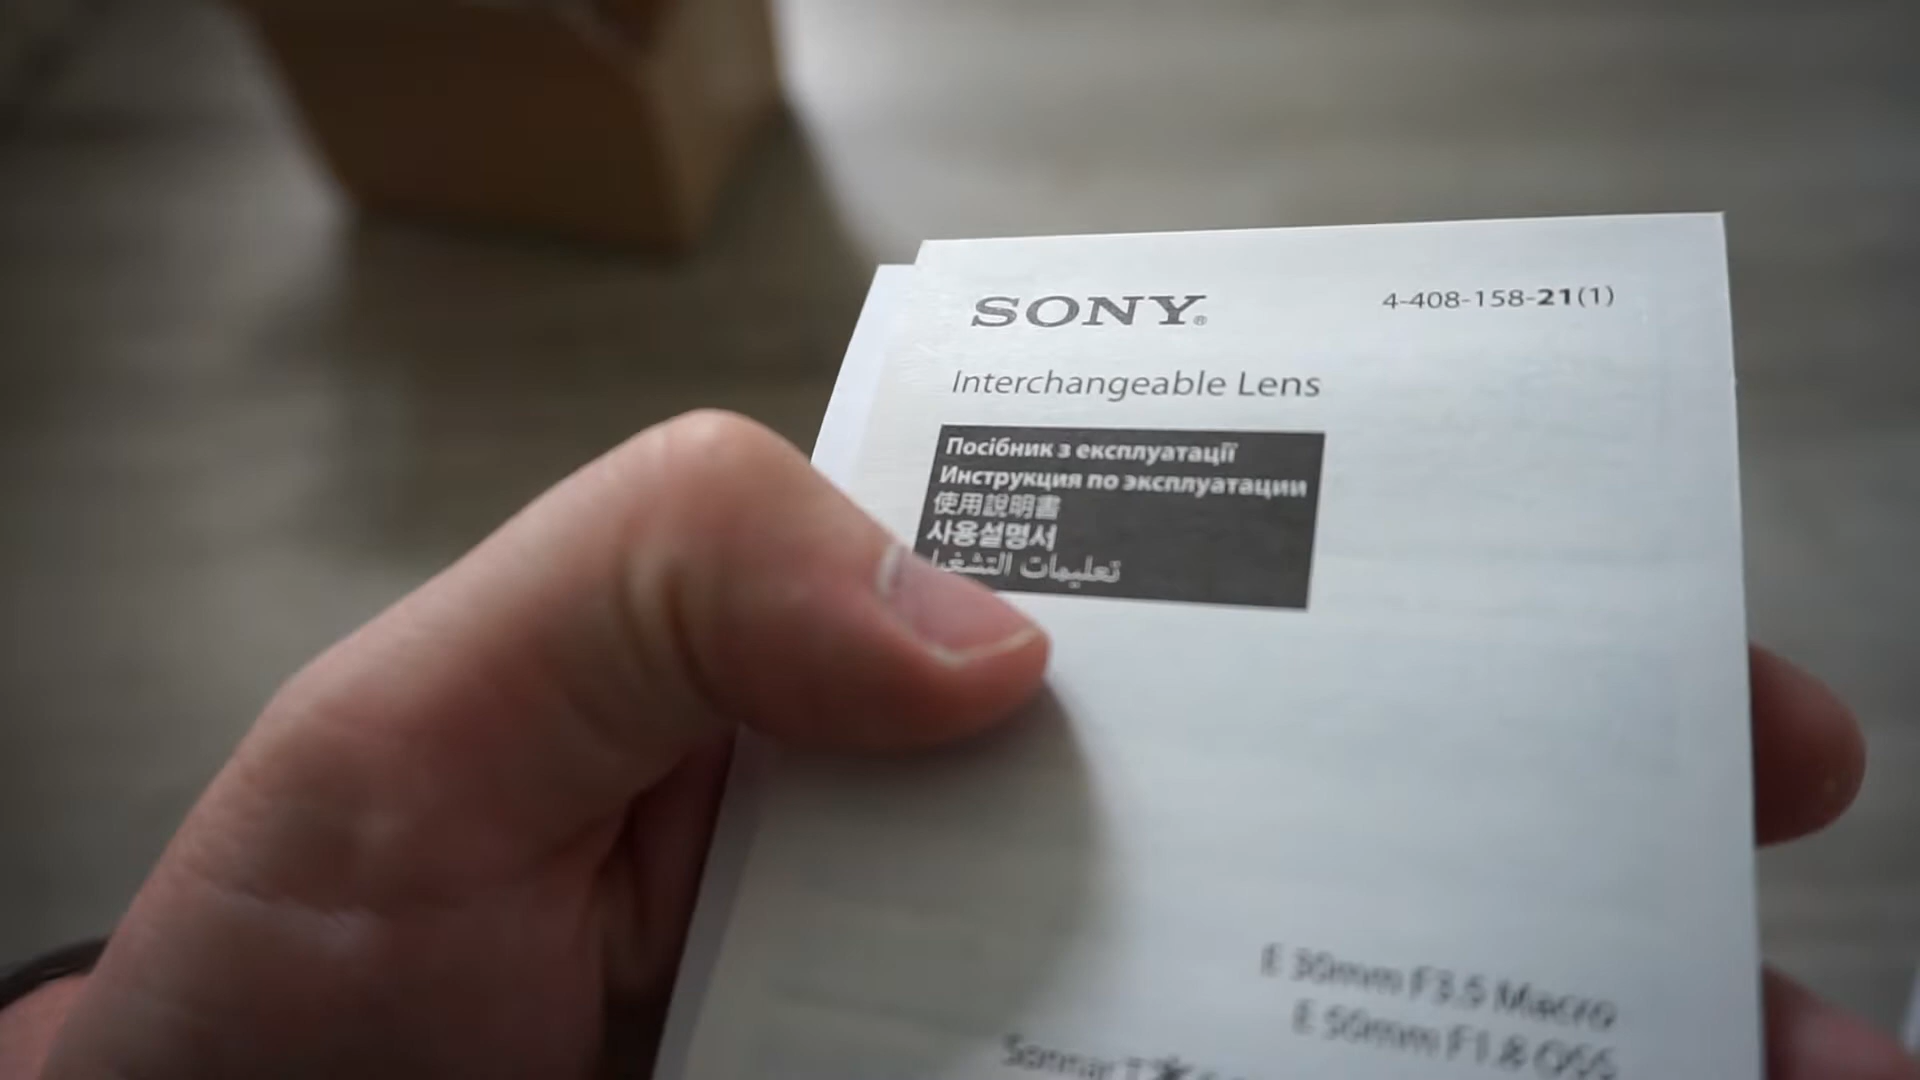 SONY®
4-408-158-21(1)
Interchangeable Lens
Посібник з експлуатації
Инструкция по эксплуатации
使用說明書
사용설명서
تعليمات
E 30mm F3.5 Macro
E 50mm F1.8 OSS
Sonnar T✱